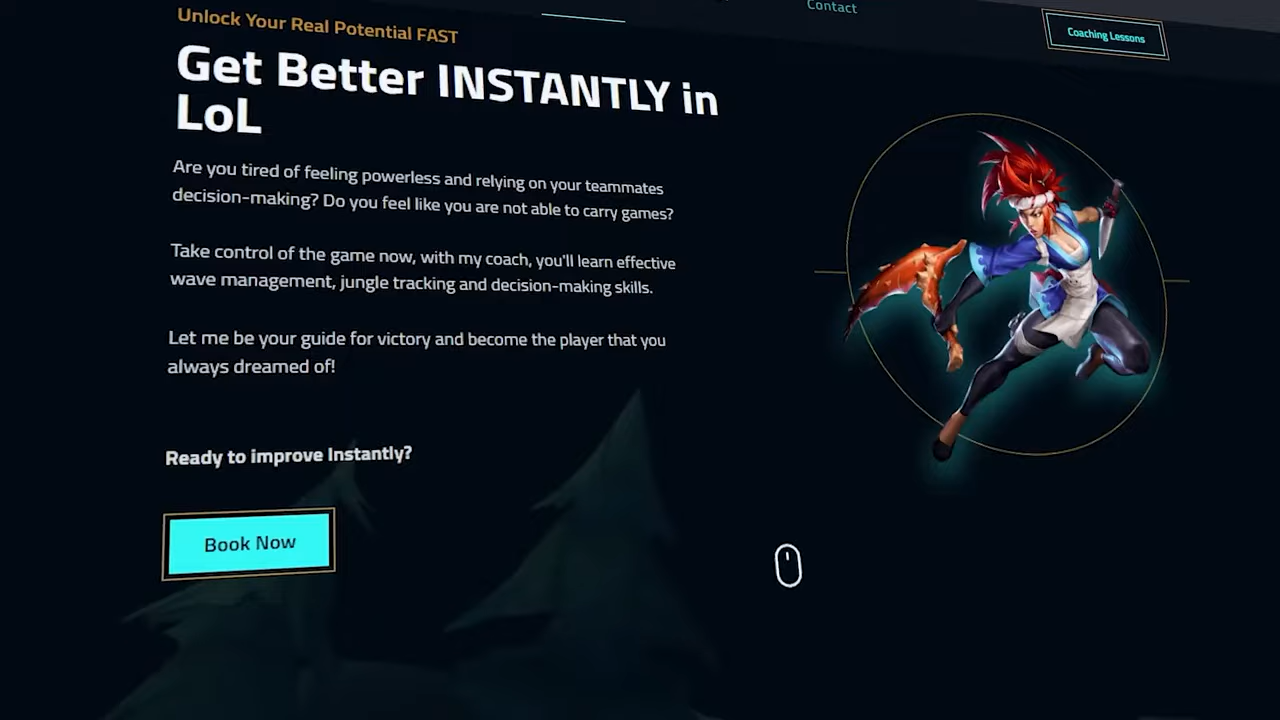 Contact
Coaching Lessons
Unlock Your Real Potential FAST
Get Better INSTANTLY in
LoL
Are you tired of feeling powerless and relying on your teammates
decision-making? Do you feel like you are not able to carry games?
Take control of the game now, with my coach, you'll learn effective
wave management, jungle tracking and decision-making skills.
Let me be your guide for victory and become the player that you
always dreamed of!
Ready to improve Instantly?
Book Now